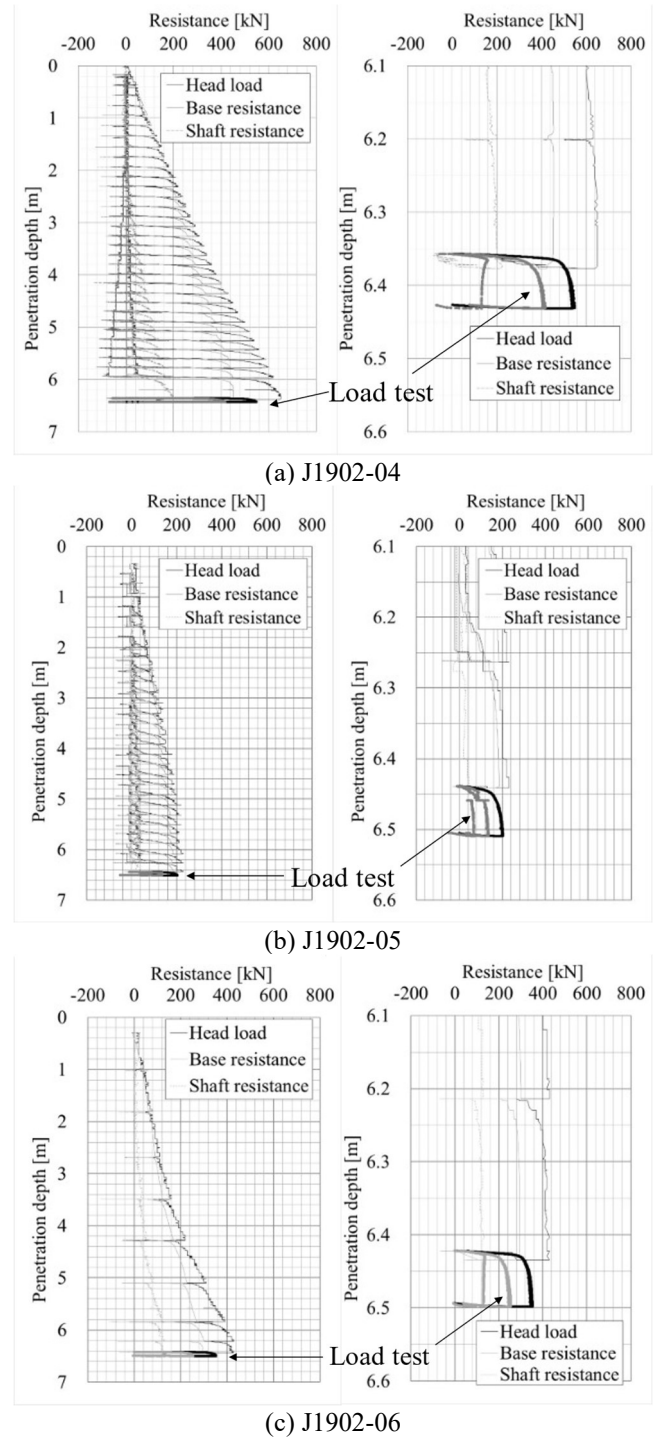 Resistance [kN]
-200 0 200 400 600 800
Penetration depth [m]
0
1
2
3
4
5
6
7
Head load
Base resistance
Shaft resistance
Resistance [kN]
-200 0 200 400 600 800
Penetration depth [m]
6.1
6.2
6.3
6.4
6.5
6.6
Head load
Base resistance
Shaft resistance
Load test
(a) J1902-04
Resistance [kN]
-200 0 200 400 600 800
Penetration depth [m]
0
1
2
3
4
5
6
7
Head load
Base resistance
Shaft resistance
Resistance [kN]
-200 0 200 400 600 800
Penetration depth [m]
6.1
6.2
6.3
6.4
6.5
6.6
Head load
Base resistance
Shaft resistance
Load test
(b) J1902-05
Resistance [kN]
-200 0 200 400 600 800
Penetration depth [m]
0
1
2
3
4
5
6
7
Head load
Base resistance
Shaft resistance
Resistance [kN]
-200 0 200 400 600 800
Penetration depth [m]
6.1
6.2
6.3
6.4
6.5
6.6
Head load
Base resistance
Shaft resistance
Load test
(c) J1902-06